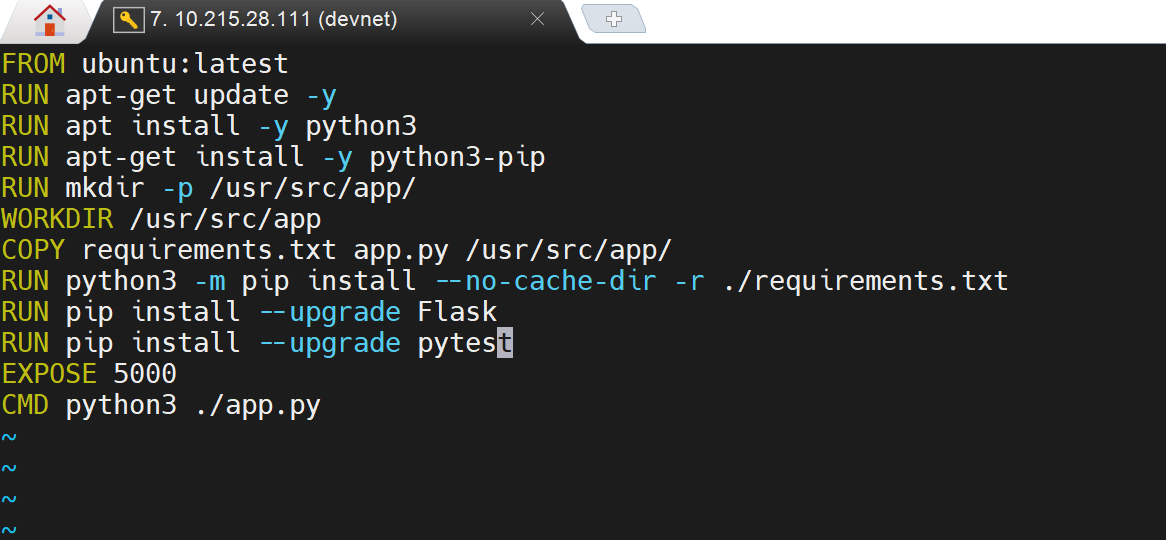 7. 10.215.28.111 (devnet)
FROM ubuntu:latest
RUN apt-get update -y
RUN apt install -y python3
RUN apt-get install -y python3-pip
RUN mkdir -p /usr/src/app/
WORKDIR /usr/src/app
COPY requirements.txt app.py /usr/src/app/
RUN python3 -m pip install --no-cache-dir -r ./requirements.txt
RUN pip install --upgrade Flask
RUN pip install --upgrade pytest
EXPOSE 5000
CMD python3 ./app.py
~
~
~
~